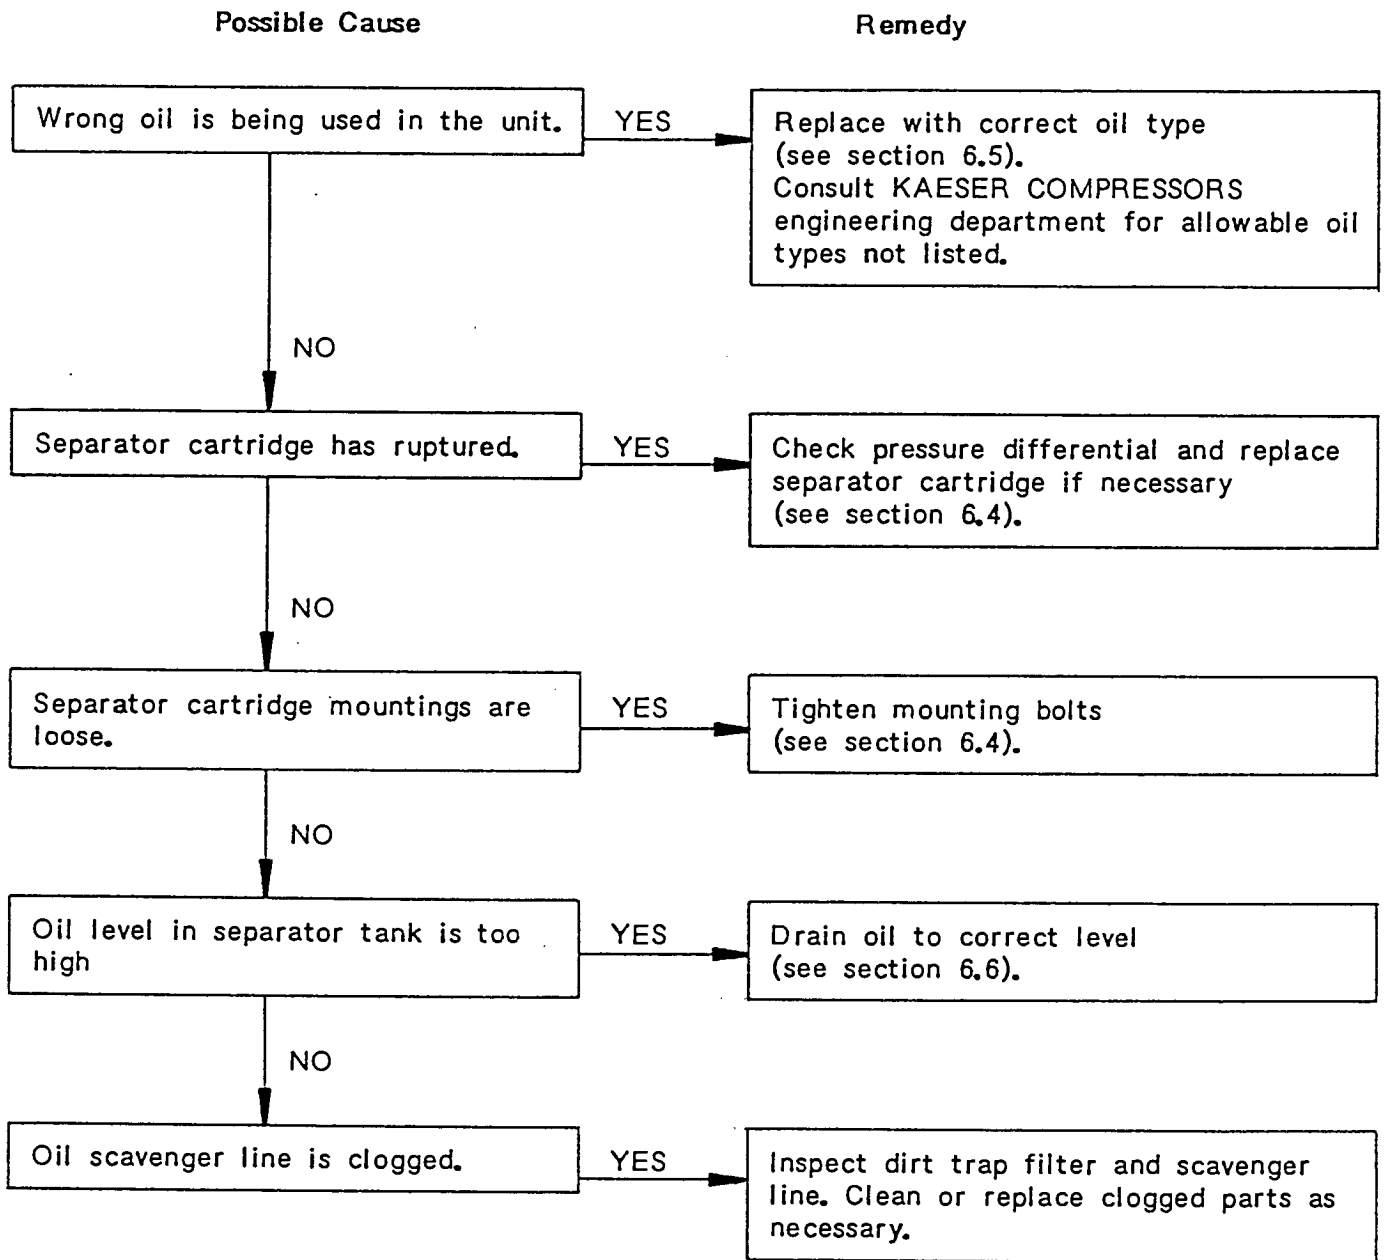 Possible Cause
Remedy
Wrong oil is being used in the unit.
YES
Replace with correct oil type
(see section 6.5).
Consult KAESER COMPRESSORS
engineering department for allowable oil
types not listed.
NO
Separator cartridge has ruptured.
YES
Check pressure differential and replace
separator cartridge if necessary
(see section 6.4).
NO
Separator cartridge mountings are
loose.
YES
Tighten mounting bolts
(see section 6.4).
NO
Oil level in separator tank is too
high
YES
Drain oil to correct level
(see section 6.6).
NO
Oil scavenger line is clogged.
YES
Inspect dirt trap filter and scavenger
line. Clean or replace clogged parts as
necessary.